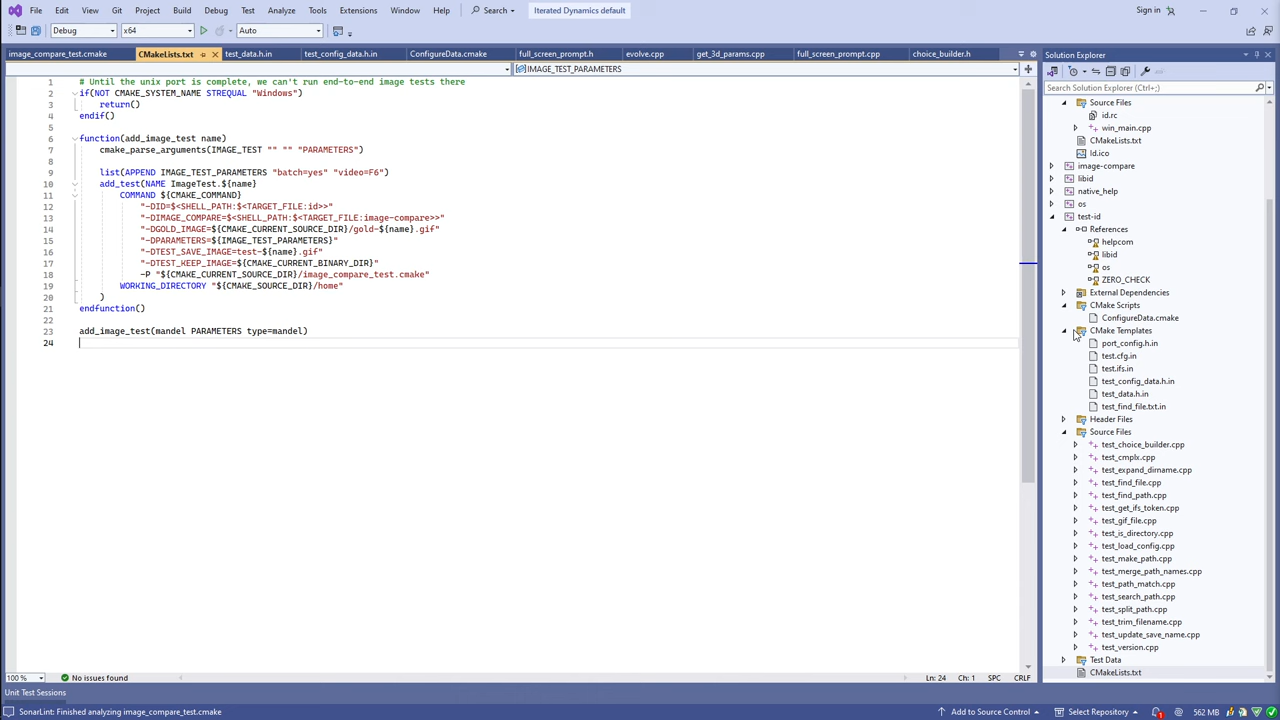 File Edit View Git Project Build Debug Test Analyze Tools Extensions Window Help Search Iterated Dynamics default Sign in
Debug x64 Auto
image_compare_test.cmake CMakeLists.txt test_data.h.in test_config_data.h.in ConfigureData.cmake full_screen_prompt.h evolve.cpp get_3d_params.cpp full_screen_prompt.cpp choice_builder.h
IMAGE_TEST_PARAMETERS
1 # Until the unix port is complete, we can't run end-to-end image tests there
2 if(NOT CMAKE_SYSTEM_NAME STREQUAL "Windows")
3 return()
4 endif()
5
6 function(add_image_test name)
7 cmake_parse_arguments(IMAGE_TEST "" "" "PARAMETERS")
8
9 list(APPEND IMAGE_TEST_PARAMETERS "batch=yes" "video=F6")
10 add_test(NAME ImageTest.${name}
11 COMMAND ${CMAKE_COMMAND}
12 "-DID=$<SHELL_PATH:$<TARGET_FILE:id>>"
13 "-DIMAGE_COMPARE=$<SHELL_PATH:$<TARGET_FILE:image-compare>>"
14 "-DGOLD_IMAGE=${CMAKE_CURRENT_SOURCE_DIR}/gold-${name}.gif"
15 "-DPARAMETERS=${IMAGE_TEST_PARAMETERS}"
16 "-DTEST_SAVE_IMAGE=test-${name}.gif"
17 "-DTEST_KEEP_IMAGE=${CMAKE_CURRENT_BINARY_DIR}"
18 -P "${CMAKE_CURRENT_SOURCE_DIR}/image_compare_test.cmake"
19 WORKING_DIRECTORY "${CMAKE_SOURCE_DIR}/home"
20 )
21 endfunction()
22
23 add_image_test(mandel PARAMETERS type=mandel)
24
Solution Explorer
Search Solution Explorer (Ctrl+;)
Source Files
id.rc
win_main.cpp
CMakeLists.txt
Id.ico
image-compare
libid
native_help
os
test-id
References
helpcom
libid
os
ZERO_CHECK
External Dependencies
CMake Scripts
ConfigureData.cmake
CMake Templates
port_config.h.in
test.cfg.in
test.ifs.in
test_config_data.h.in
test_data.h.in
test_find_file.txt.in
Header Files
Source Files
test_choice_builder.cpp
test_cmplx.cpp
test_expand_dirname.cpp
test_find_file.cpp
test_find_path.cpp
test_get_ifs_token.cpp
test_gif_file.cpp
test_is_directory.cpp
test_load_config.cpp
test_make_path.cpp
test_merge_path_names.cpp
test_path_match.cpp
test_search_path.cpp
test_split_path.cpp
test_trim_filename.cpp
test_update_save_name.cpp
test_version.cpp
Test Data
CMakeLists.txt
100 % No issues found Ln: 24 Ch: 1 SPC CRLF
Unit Test Sessions
SonarLint: Finished analyzing image_compare_test.cmake Add to Source Control Select Repository 562 MB